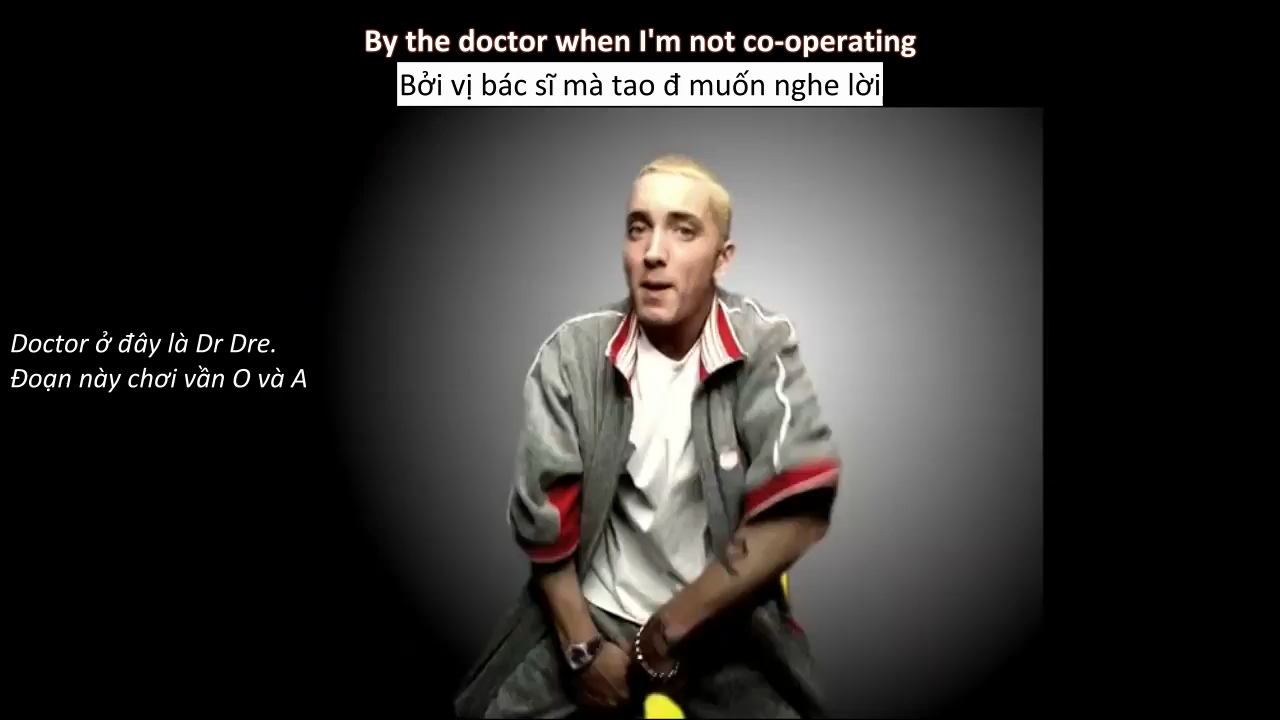 By the doctor when I'm not co-operating
Bởi vị bác sĩ mà tao đ muốn nghe lời
Doctor ở đây là Dr Dre.
Đoạn này chơi vần O và A